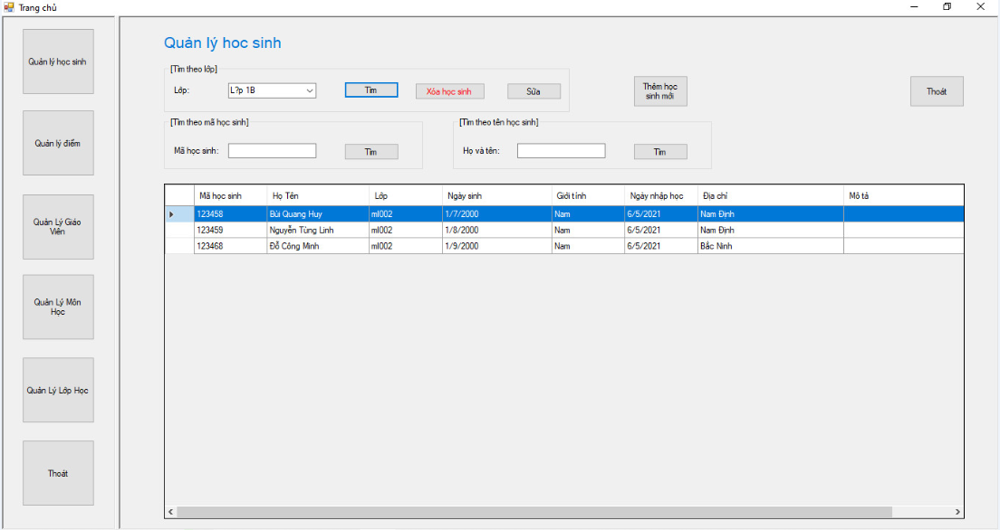 Trang chủ
Quản lý học sinh
Quản lý điểm
Quản Lý Giáo
Viên
Quản Lý Môn
Học
Quản Lý Lớp Học
Thoát
Quản lý hoc sinh
[Tìm theo lớp]
Lớp:
L?p 1B
Tìm
Xóa học sinh
Sửa
Thêm học
sinh mới
Thoát
[Tìm theo mã học sinh]
Mã học sinh:
Tìm
[Tìm theo tên học sinh]
Họ và tên:
Tìm
Mã học sinh Họ Tên Lớp Ngày sinh Giới tính Ngày nhập học Địa chỉ Mô tả
123458 Bùi Quang Huy ml002 1/7/2000 Nam 6/5/2021 Nam Định
123459 Nguyễn Tùng Linh ml002 1/8/2000 Nam 6/5/2021 Nam Định
123468 Đỗ Công Minh ml002 1/9/2000 Nam 6/5/2021 Bắc Ninh